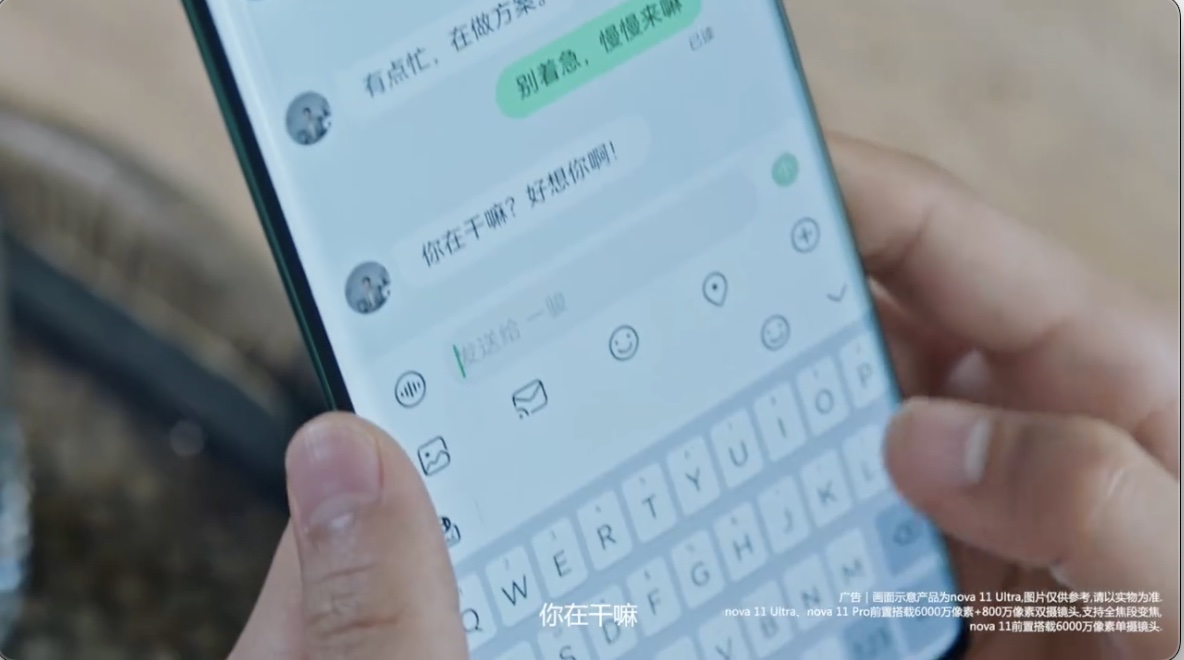 有点忙，在做方案。
别着急，慢慢来嘛
已读
你在干嘛？好想你啊！
发送给 一
W E R T Y U I O P
S D F G H J K L
B N M
你在干嘛
广告｜画面示意产品为nova 11 Ultra,图片仅供参考,请以实物为准.
nova 11 Ultra、nova 11 Pro前置搭载6000万像素+800万像素双摄镜头,支持全焦段变焦,
nova 11前置搭载6000万像素单摄镜头.